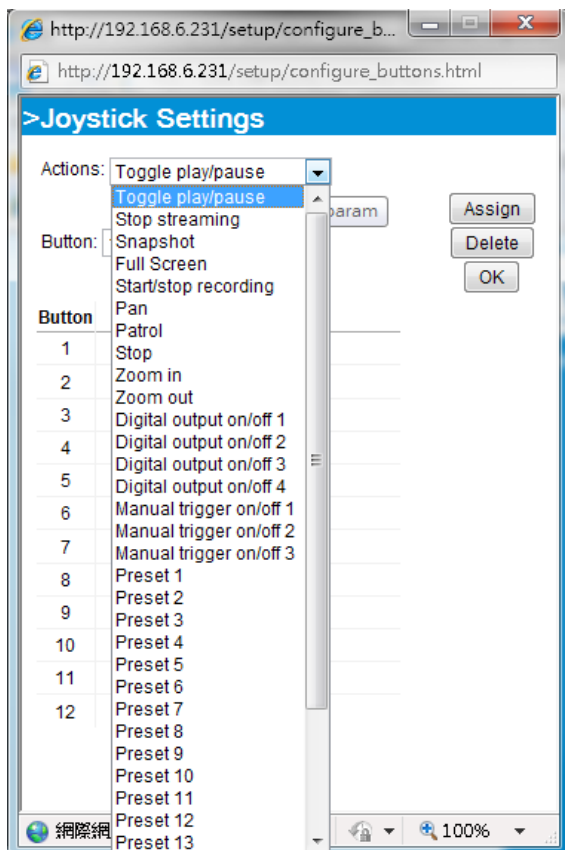 http://192.168.6.231/setup/configure_b...
http://192.168.6.231/setup/configure_buttons.html
>Joystick Settings
Actions: Toggle play/pause
Toggle play/pause
Stop streaming
Snapshot
Full Screen
Start/stop recording
Pan
Patrol
Stop
Zoom in
Zoom out
Digital output on/off 1
Digital output on/off 2
Digital output on/off 3
Digital output on/off 4
Manual trigger on/off 1
Manual trigger on/off 2
Manual trigger on/off 3
Preset 1
Preset 2
Preset 3
Preset 4
Preset 5
Preset 6
Preset 7
Preset 8
Preset 9
Preset 10
Preset 11
Preset 12
Preset 13
param
Assign
Button:
Delete
OK
Button
1
2
3
4
5
6
7
8
9
10
11
12
網際網
100%